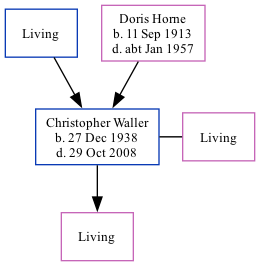 Living
Doris Horne
b. 11 Sep 1913
d. abt Jan 1957
Christopher Waller
b. 27 Dec 1938
d. 29 Oct 2008
Living
Living